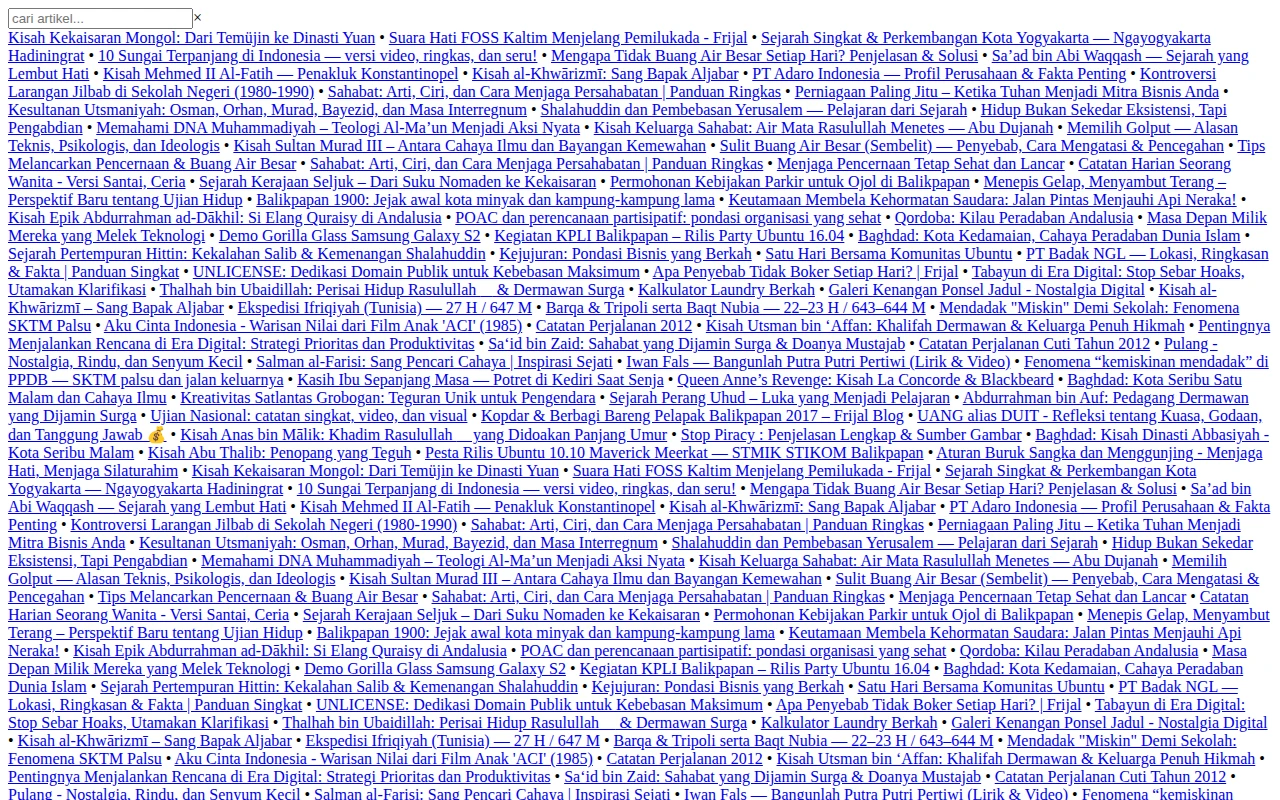 cari artikel... ×
Kisah Kekaisaran Mongol: Dari Temüjin ke Dinasti Yuan • Suara Hati FOSS Kaltim Menjelang Pemilukada - Frijal • Sejarah Singkat & Perkembangan Kota Yogyakarta — Ngayogyakarta
Hadiningrat • 10 Sungai Terpanjang di Indonesia — versi video, ringkas, dan seru! • Mengapa Tidak Buang Air Besar Setiap Hari? Penjelasan & Solusi • Sa’ad bin Abi Waqqash — Sejarah yang
Lembut Hati • Kisah Mehmed II Al-Fatih — Penakluk Konstantinopel • Kisah al-Khwārizmī: Sang Bapak Aljabar • PT Adaro Indonesia — Profil Perusahaan & Fakta Penting • Kontroversi
Larangan Jilbab di Sekolah Negeri (1980-1990) • Sahabat: Arti, Ciri, dan Cara Menjaga Persahabatan | Panduan Ringkas • Perniagaan Paling Jitu – Ketika Tuhan Menjadi Mitra Bisnis Anda •
Kesultanan Utsmaniyah: Osman, Orhan, Murad, Bayezid, dan Masa Interregnum • Shalahuddin dan Pembebasan Yerusalem — Pelajaran dari Sejarah • Hidup Bukan Sekedar Eksistensi, Tapi
Pengabdian • Memahami DNA Muhammadiyah – Teologi Al-Ma’un Menjadi Aksi Nyata • Kisah Keluarga Sahabat: Air Mata Rasulullah Menetes — Abu Dujanah • Memilih Golput — Alasan
Teknis, Psikologis, dan Ideologis • Kisah Sultan Murad III – Antara Cahaya Ilmu dan Bayangan Kemewahan • Sulit Buang Air Besar (Sembelit) — Penyebab, Cara Mengatasi & Pencegahan • Tips
Melancarkan Pencernaan & Buang Air Besar • Sahabat: Arti, Ciri, dan Cara Menjaga Persahabatan | Panduan Ringkas • Menjaga Pencernaan Tetap Sehat dan Lancar • Catatan Harian Seorang
Wanita - Versi Santai, Ceria • Sejarah Kerajaan Seljuk – Dari Suku Nomaden ke Kekaisaran • Permohonan Kebijakan Parkir untuk Ojol di Balikpapan • Menepis Gelap, Menyambut Terang –
Perspektif Baru tentang Ujian Hidup • Balikpapan 1900: Jejak awal kota minyak dan kampung-kampung lama • Keutamaan Membela Kehormatan Saudara: Jalan Pintas Menjauhi Api Neraka! •
Kisah Epik Abdurrahman ad-Dākhil: Si Elang Quraisy di Andalusia • POAC dan perencanaan partisipatif: pondasi organisasi yang sehat • Qordoba: Kilau Peradaban Andalusia • Masa Depan Milik
Mereka yang Melek Teknologi • Demo Gorilla Glass Samsung Galaxy S2 • Kegiatan KPLI Balikpapan – Rilis Party Ubuntu 16.04 • Baghdad: Kota Kedamaian, Cahaya Peradaban Dunia Islam •
Sejarah Pertempuran Hittin: Kekalahan Salib & Kemenangan Shalahuddin • Kejujuran: Pondasi Bisnis yang Berkah • Satu Hari Bersama Komunitas Ubuntu • PT Badak NGL — Lokasi, Ringkasan
& Fakta | Panduan Singkat • UNLICENSE: Dedikasi Domain Publik untuk Kebebasan Maksimum • Apa Penyebab Tidak Boker Setiap Hari? | Frijal • Tabayun di Era Digital: Stop Sebar Hoaks,
Utamakan Klarifikasi • Thalhah bin Ubaidillah: Perisai Hidup Rasulullah & Dermawan Surga • Kalkulator Laundry Berkah • Galeri Kenangan Ponsel Jadul - Nostalgia Digital • Kisah al-
Khwārizmī – Sang Bapak Aljabar • Ekspedisi Ifriqiyah (Tunisia) — 27 H / 647 M • Barqa & Tripoli serta Baqt Nubia — 22–23 H / 643–644 M • Mendadak "Miskin" Demi Sekolah: Fenomena
SKTM Palsu • Aku Cinta Indonesia - Warisan Nilai dari Film Anak 'ACI' (1985) • Catatan Perjalanan 2012 • Kisah Utsman bin ‘Affan: Khalifah Dermawan & Keluarga Penuh Hikmah • Pentingnya
Menjalankan Rencana di Era Digital: Strategi Prioritas dan Produktivitas • Sa‘id bin Zaid: Sahabat yang Dijamin Surga & Doanya Mustajab • Catatan Perjalanan Cuti Tahun 2012 • Pulang -
Nostalgia, Rindu, dan Senyum Kecil • Salman al-Farisi: Sang Pencari Cahaya | Inspirasi Sejati • Iwan Fals — Bangunlah Putra Putri Pertiwi (Lirik & Video) • Fenomena “kemiskinan mendadak” di
PPDB — SKTM palsu dan jalan keluarnya • Kasih Ibu Sepanjang Masa — Potret di Kediri Saat Senja • Queen Anne’s Revenge: Kisah La Concorde & Blackbeard • Baghdad: Kota Seribu Satu
Malam dan Cahaya Ilmu • Kreativitas Satlantas Grobogan: Teguran Unik untuk Pengendara • Sejarah Perang Uhud – Luka yang Menjadi Pelajaran • Abdurrahman bin Auf: Pedagang Dermawan
yang Dijamin Surga • Ujian Nasional: catatan singkat, video, dan visual • Kopdar & Berbagi Bareng Pelapak Balikpapan 2017 – Frijal Blog • UANG alias DUIT - Refleksi tentang Kuasa, Godaan,
dan Tanggung Jawab 💰 • Kisah Anas bin Mālik: Khadim Rasulullah yang Didoakan Panjang Umur • Stop Piracy : Penjelasan Lengkap & Sumber Gambar • Baghdad: Kisah Dinasti Abbasiyah -
Kota Seribu Malam • Kisah Abu Thalib: Penopang yang Teguh • Pesta Rilis Ubuntu 10.10 Maverick Meerkat — STMIK STIKOM Balikpapan • Aturan Buruk Sangka dan Menggunjing - Menjaga
Hati, Menjaga Silaturahim • Kisah Kekaisaran Mongol: Dari Temüjin ke Dinasti Yuan • Suara Hati FOSS Kaltim Menjelang Pemilukada - Frijal • Sejarah Singkat & Perkembangan Kota
Yogyakarta — Ngayogyakarta Hadiningrat • 10 Sungai Terpanjang di Indonesia — versi video, ringkas, dan seru! • Mengapa Tidak Buang Air Besar Setiap Hari? Penjelasan & Solusi • Sa’ad bin
Abi Waqqash — Sejarah yang Lembut Hati • Kisah Mehmed II Al-Fatih — Penakluk Konstantinopel • Kisah al-Khwārizmī: Sang Bapak Aljabar • PT Adaro Indonesia — Profil Perusahaan & Fakta
Penting • Kontroversi Larangan Jilbab di Sekolah Negeri (1980-1990) • Sahabat: Arti, Ciri, dan Cara Menjaga Persahabatan | Panduan Ringkas • Perniagaan Paling Jitu – Ketika Tuhan Menjadi
Mitra Bisnis Anda • Kesultanan Utsmaniyah: Osman, Orhan, Murad, Bayezid, dan Masa Interregnum • Shalahuddin dan Pembebasan Yerusalem — Pelajaran dari Sejarah • Hidup Bukan Sekedar
Eksistensi, Tapi Pengabdian • Memahami DNA Muhammadiyah – Teologi Al-Ma’un Menjadi Aksi Nyata • Kisah Keluarga Sahabat: Air Mata Rasulullah Menetes — Abu Dujanah • Memilih
Golput — Alasan Teknis, Psikologis, dan Ideologis • Kisah Sultan Murad III – Antara Cahaya Ilmu dan Bayangan Kemewahan • Sulit Buang Air Besar (Sembelit) — Penyebab, Cara Mengatasi &
Pencegahan • Tips Melancarkan Pencernaan & Buang Air Besar • Sahabat: Arti, Ciri, dan Cara Menjaga Persahabatan | Panduan Ringkas • Menjaga Pencernaan Tetap Sehat dan Lancar • Catatan
Harian Seorang Wanita - Versi Santai, Ceria • Sejarah Kerajaan Seljuk – Dari Suku Nomaden ke Kekaisaran • Permohonan Kebijakan Parkir untuk Ojol di Balikpapan • Menepis Gelap, Menyambut
Terang – Perspektif Baru tentang Ujian Hidup • Balikpapan 1900: Jejak awal kota minyak dan kampung-kampung lama • Keutamaan Membela Kehormatan Saudara: Jalan Pintas Menjauhi Api
Neraka! • Kisah Epik Abdurrahman ad-Dākhil: Si Elang Quraisy di Andalusia • POAC dan perencanaan partisipatif: pondasi organisasi yang sehat • Qordoba: Kilau Peradaban Andalusia • Masa
Depan Milik Mereka yang Melek Teknologi • Demo Gorilla Glass Samsung Galaxy S2 • Kegiatan KPLI Balikpapan – Rilis Party Ubuntu 16.04 • Baghdad: Kota Kedamaian, Cahaya Peradaban
Dunia Islam • Sejarah Pertempuran Hittin: Kekalahan Salib & Kemenangan Shalahuddin • Kejujuran: Pondasi Bisnis yang Berkah • Satu Hari Bersama Komunitas Ubuntu • PT Badak NGL —
Lokasi, Ringkasan & Fakta | Panduan Singkat • UNLICENSE: Dedikasi Domain Publik untuk Kebebasan Maksimum • Apa Penyebab Tidak Boker Setiap Hari? | Frijal • Tabayun di Era Digital:
Stop Sebar Hoaks, Utamakan Klarifikasi • Thalhah bin Ubaidillah: Perisai Hidup Rasulullah & Dermawan Surga • Kalkulator Laundry Berkah • Galeri Kenangan Ponsel Jadul - Nostalgia Digital
• Kisah al-Khwārizmī – Sang Bapak Aljabar • Ekspedisi Ifriqiyah (Tunisia) — 27 H / 647 M • Barqa & Tripoli serta Baqt Nubia — 22–23 H / 643–644 M • Mendadak "Miskin" Demi Sekolah:
Fenomena SKTM Palsu • Aku Cinta Indonesia - Warisan Nilai dari Film Anak 'ACI' (1985) • Catatan Perjalanan 2012 • Kisah Utsman bin ‘Affan: Khalifah Dermawan & Keluarga Penuh Hikmah •
Pentingnya Menjalankan Rencana di Era Digital: Strategi Prioritas dan Produktivitas • Sa‘id bin Zaid: Sahabat yang Dijamin Surga & Doanya Mustajab • Catatan Perjalanan Cuti Tahun 2012 •
Pulang - Nostalgia, Rindu, dan Senyum Kecil • Salman al-Farisi: Sang Pencari Cahaya | Inspirasi Sejati • Iwan Fals — Bangunlah Putra Putri Pertiwi (Lirik & Video) • Fenomena “kemiskinan